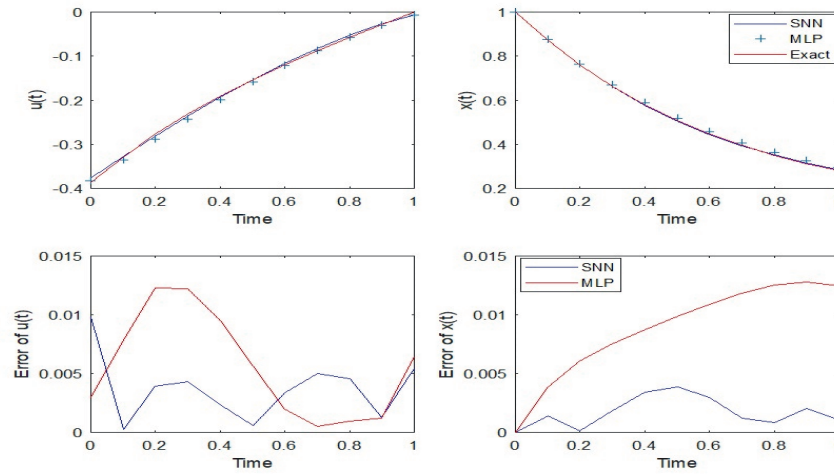 0
-0.1
-0.2
-0.3
-0.4
u(t)
0 0.2 0.4 0.6 0.8 1
Time
1
0.8
0.6
0.4
0.2
x(t)
0 0.2 0.4 0.6 0.8
Time
SNN
MLP
Exact
0.015
0.01
0.005
0
Error of u(t)
0 0.2 0.4 0.6 0.8 1
Time
0.015
0.01
0.005
0
Error of x(t)
0 0.2 0.4 0.6 0.8
Time
SNN
MLP